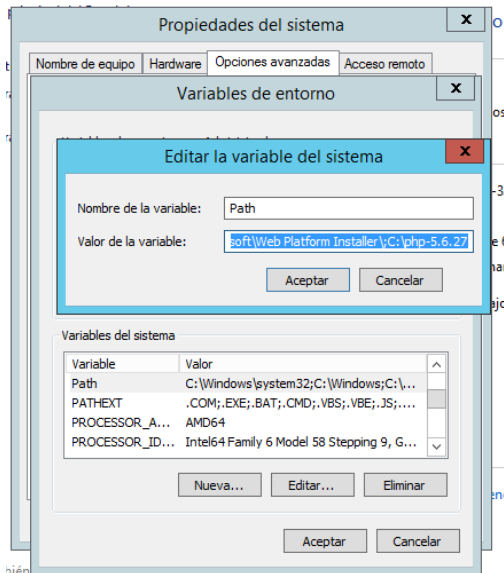 Propiedades del sistema
x
Nombre de equipo Hardware Opciones avanzadas Acceso remoto
Variables de entorno
x
Editar la variable del sistema
x
Nombre de la variable: Path
Valor de la variable: soft\Web Platform Installer\;C:\php-5.6.27
Aceptar Cancelar
Variables del sistema
Variable Valor
Path C:\Windows\system32;C:\Windows;C:\...
PATHEXT .COM;.EXE;.BAT;.CMD;.VBS;.VBE;.JS;....
PROCESSOR_A... AMD64
PROCESSOR_ID... Intel64 Family 6 Model 58 Stepping 9, G...
Nueva... Editar... Eliminar
Aceptar Cancelar